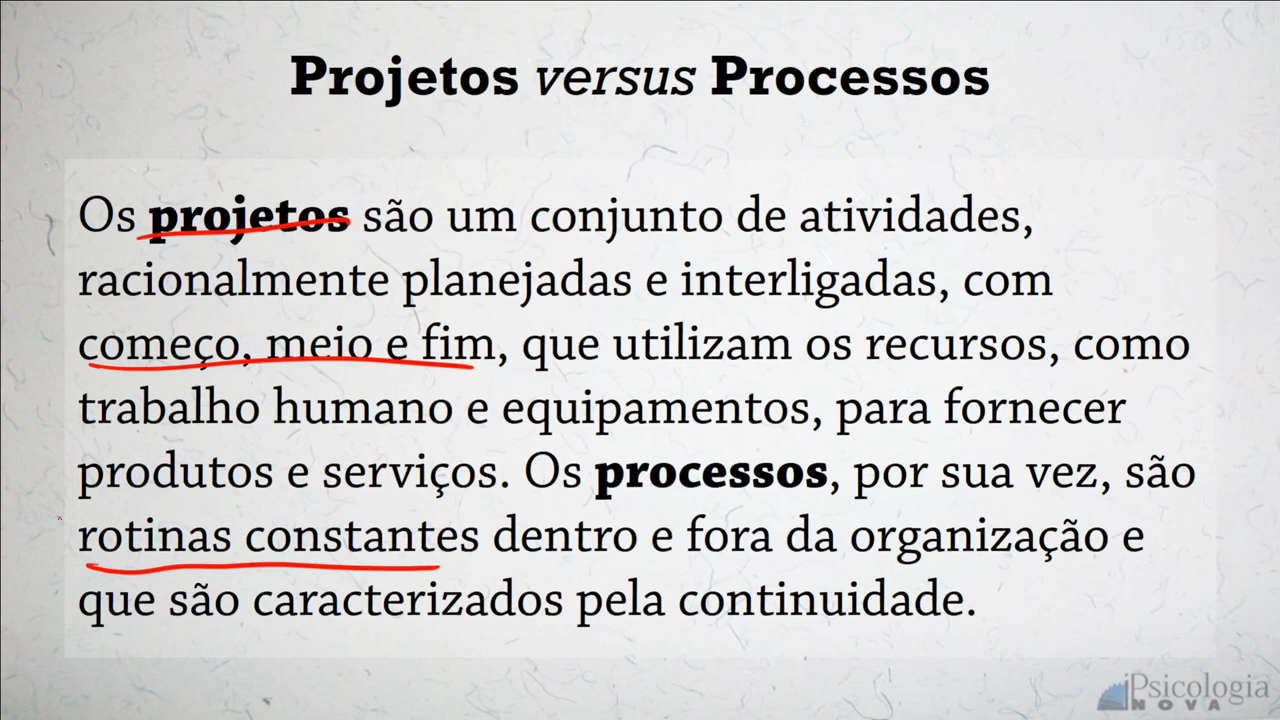 Projetos versus Processos
Os projetos são um conjunto de atividades,
racionalmente planejadas e interligadas, com
começo, meio e fim, que utilizam os recursos, como
trabalho humano e equipamentos, para fornecer
produtos e serviços. Os processos, por sua vez, são
rotinas constantes dentro e fora da organização e
que são caracterizados pela continuidade.
Psicologia
NOVA